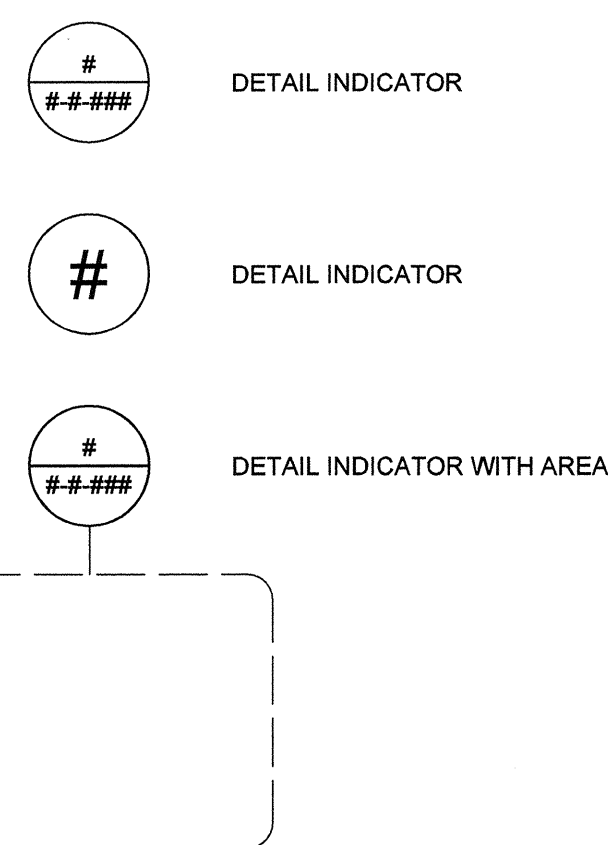 #
#-#-###
DETAIL INDICATOR
#
DETAIL INDICATOR
#
#-#-###
DETAIL INDICATOR WITH AREA